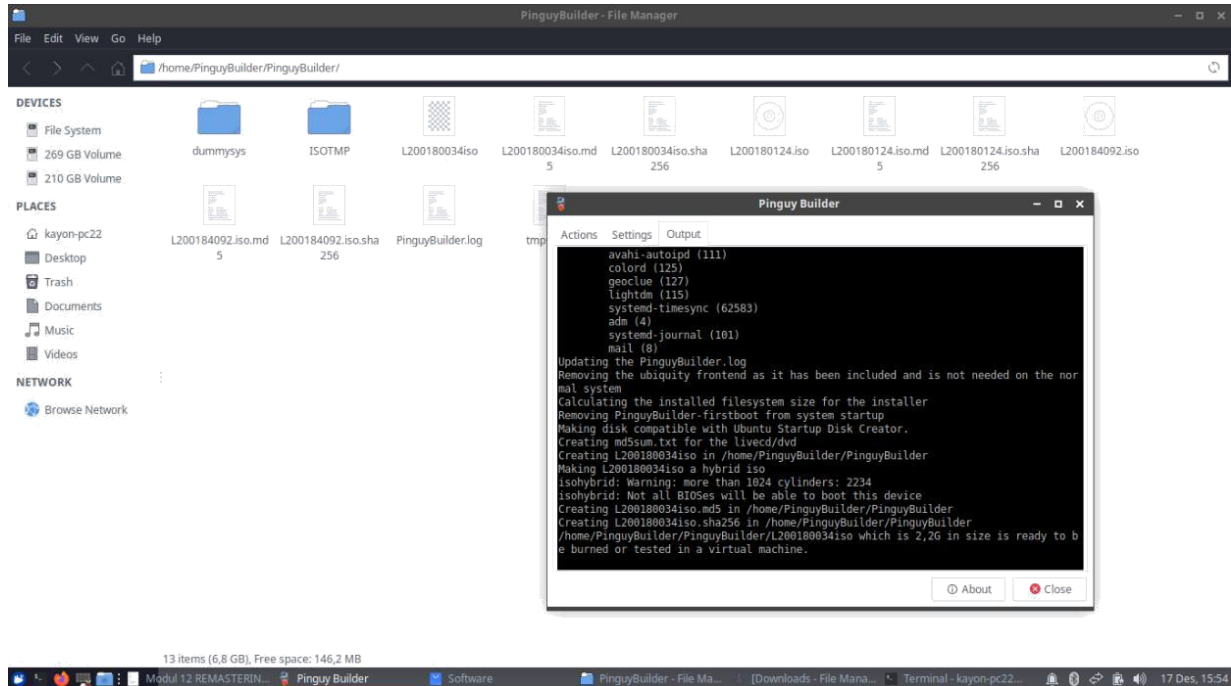 PinguyBuilder - File Manager
File Edit View Go Help
/home/PinguyBuilder/PinguyBuilder/
DEVICES
File System
269 GB Volume
210 GB Volume
PLACES
kayon-pc22
Desktop
Trash
Documents
Music
Videos
NETWORK
Browse Network
dummysys
ISOTMP
L200180034iso
L200180034iso.md
5
L200180034iso.sha
256
L200180124.iso
L200180124.iso.md
5
L200180124.iso.sha
256
L200184092.iso
L200184092.iso.md
5
L200184092.iso.sha
256
PinguyBuilder.log
Pinguy Builder
Actions Settings Output
avahi-autoipd (111)
colord (125)
geoclue (127)
lightdm (115)
systemd-timesync (62583)
adm (4)
systemd-journal (101)
mail (8)
Updating the PinguyBuilder.log
Removing the ubiquity frontend as it has been included and is not needed on the nor
mal system
Calculating the installed filesystem size for the installer
Removing PinguyBuilder-firstboot from system startup
Making disk compatible with Ubuntu Startup Disk Creator.
Creating md5sum.txt for the livecd/dvd
Creating L200180034iso in /home/PinguyBuilder/PinguyBuilder
Making L200180034iso a hybrid iso
isohybrid: Warning: more than 1024 cylinders: 2234
isohybrid: Not all BIOSes will be able to boot this device
Creating L200180034iso.md5 in /home/PinguyBuilder/PinguyBuilder
Creating L200180034iso.sha256 in /home/PinguyBuilder/PinguyBuilder
/home/PinguyBuilder/PinguyBuilder/L200180034iso which is 2,2G in size is ready to b
e burned or tested in a virtual machine.
About Close
13 items (6,8 GB), Free space: 146,2 MB
Modul 12 REMASTERIN... Pinguy Builder Software PinguyBuilder - File Ma... [Downloads - File Mana... Terminal - kayon-pc22... 17 Des, 15:54